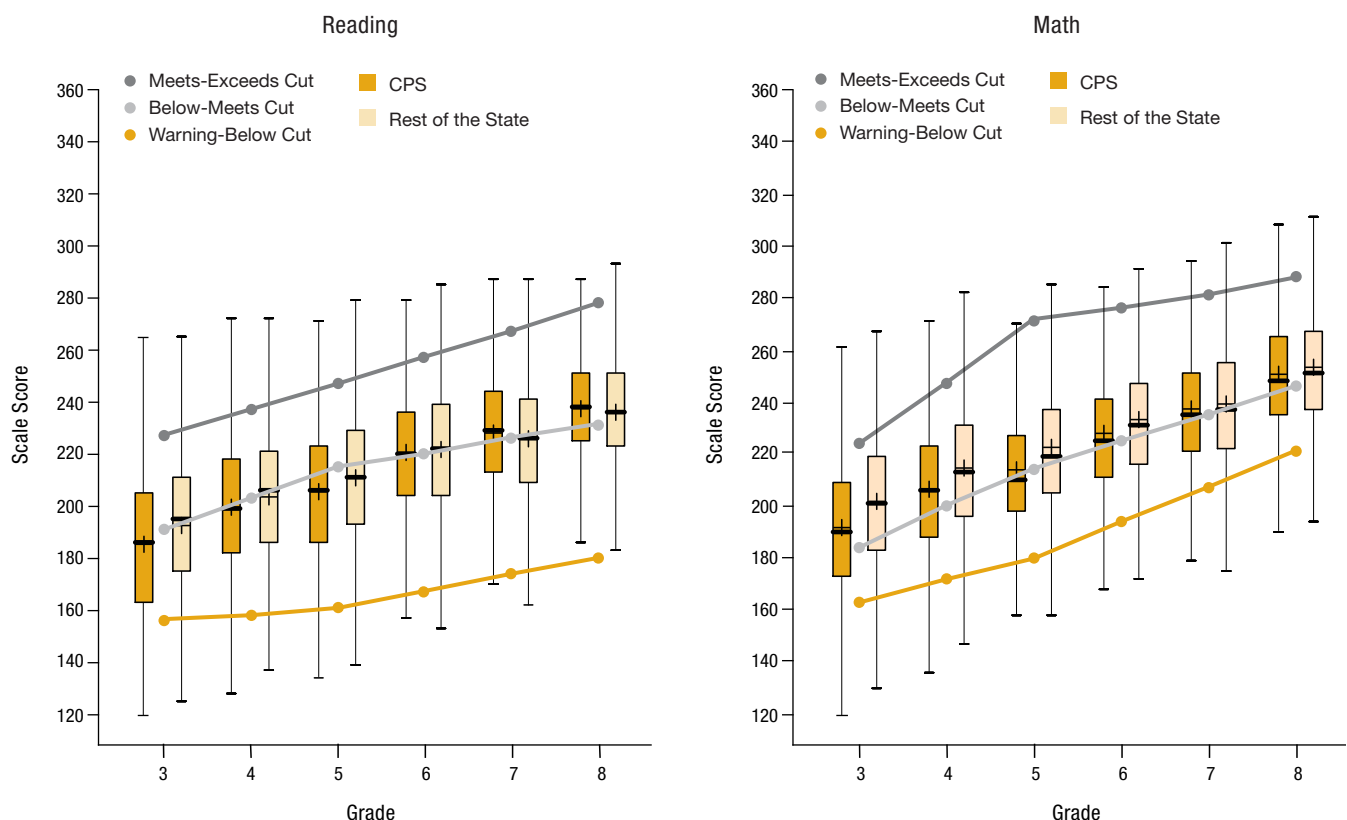 Reading
Meets-Exceeds Cut
Below-Meets Cut
Warning-Below Cut
CPS
Rest of the State
360
340
320
300
280
260
240
220
200
180
160
140
120
Scale Score
3 4 5 6 7 8
Grade
Math
Meets-Exceeds Cut
Below-Meets Cut
Warning-Below Cut
CPS
Rest of the State
360
340
320
300
280
260
240
220
200
180
160
140
120
Scale Score
3 4 5 6 7 8
Grade